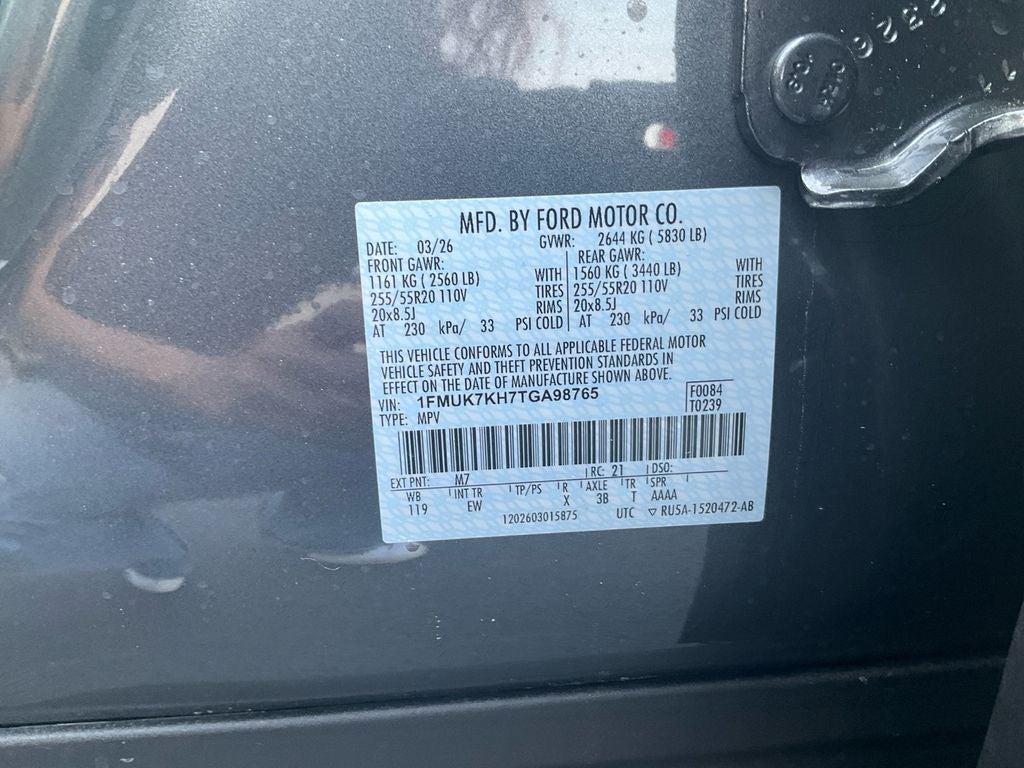 MFD. BY FORD MOTOR CO.
DATE: 03/26 GVWR: 2644 KG ( 5830 LB)
FRONT GAWR: REAR GAWR:
1161 KG ( 2560 LB) WITH 1560 KG ( 3440 LB) WITH
255/55R20 110V TIRES 255/55R20 110V TIRES
20x8.5J RIMS 20x8.5J RIMS
AT 230 kPa/ 33 PSI COLD AT 230 kPa/ 33 PSI COLD
THIS VEHICLE CONFORMS TO ALL APPLICABLE FEDERAL MOTOR
VEHICLE SAFETY AND THEFT PREVENTION STANDARDS IN
EFFECT ON THE DATE OF MANUFACTURE SHOWN ABOVE.
VIN: 1FMUK7KH7TGA98765 F0084
TYPE: MPV T0239
EXT PNT: M7 RC: 21 DSO:
WB INT TR TP/PS R AXLE TR SPR
119 EW X 3B T AAAA
1202603015875 UTC ▽ RU5A-1520472-AB